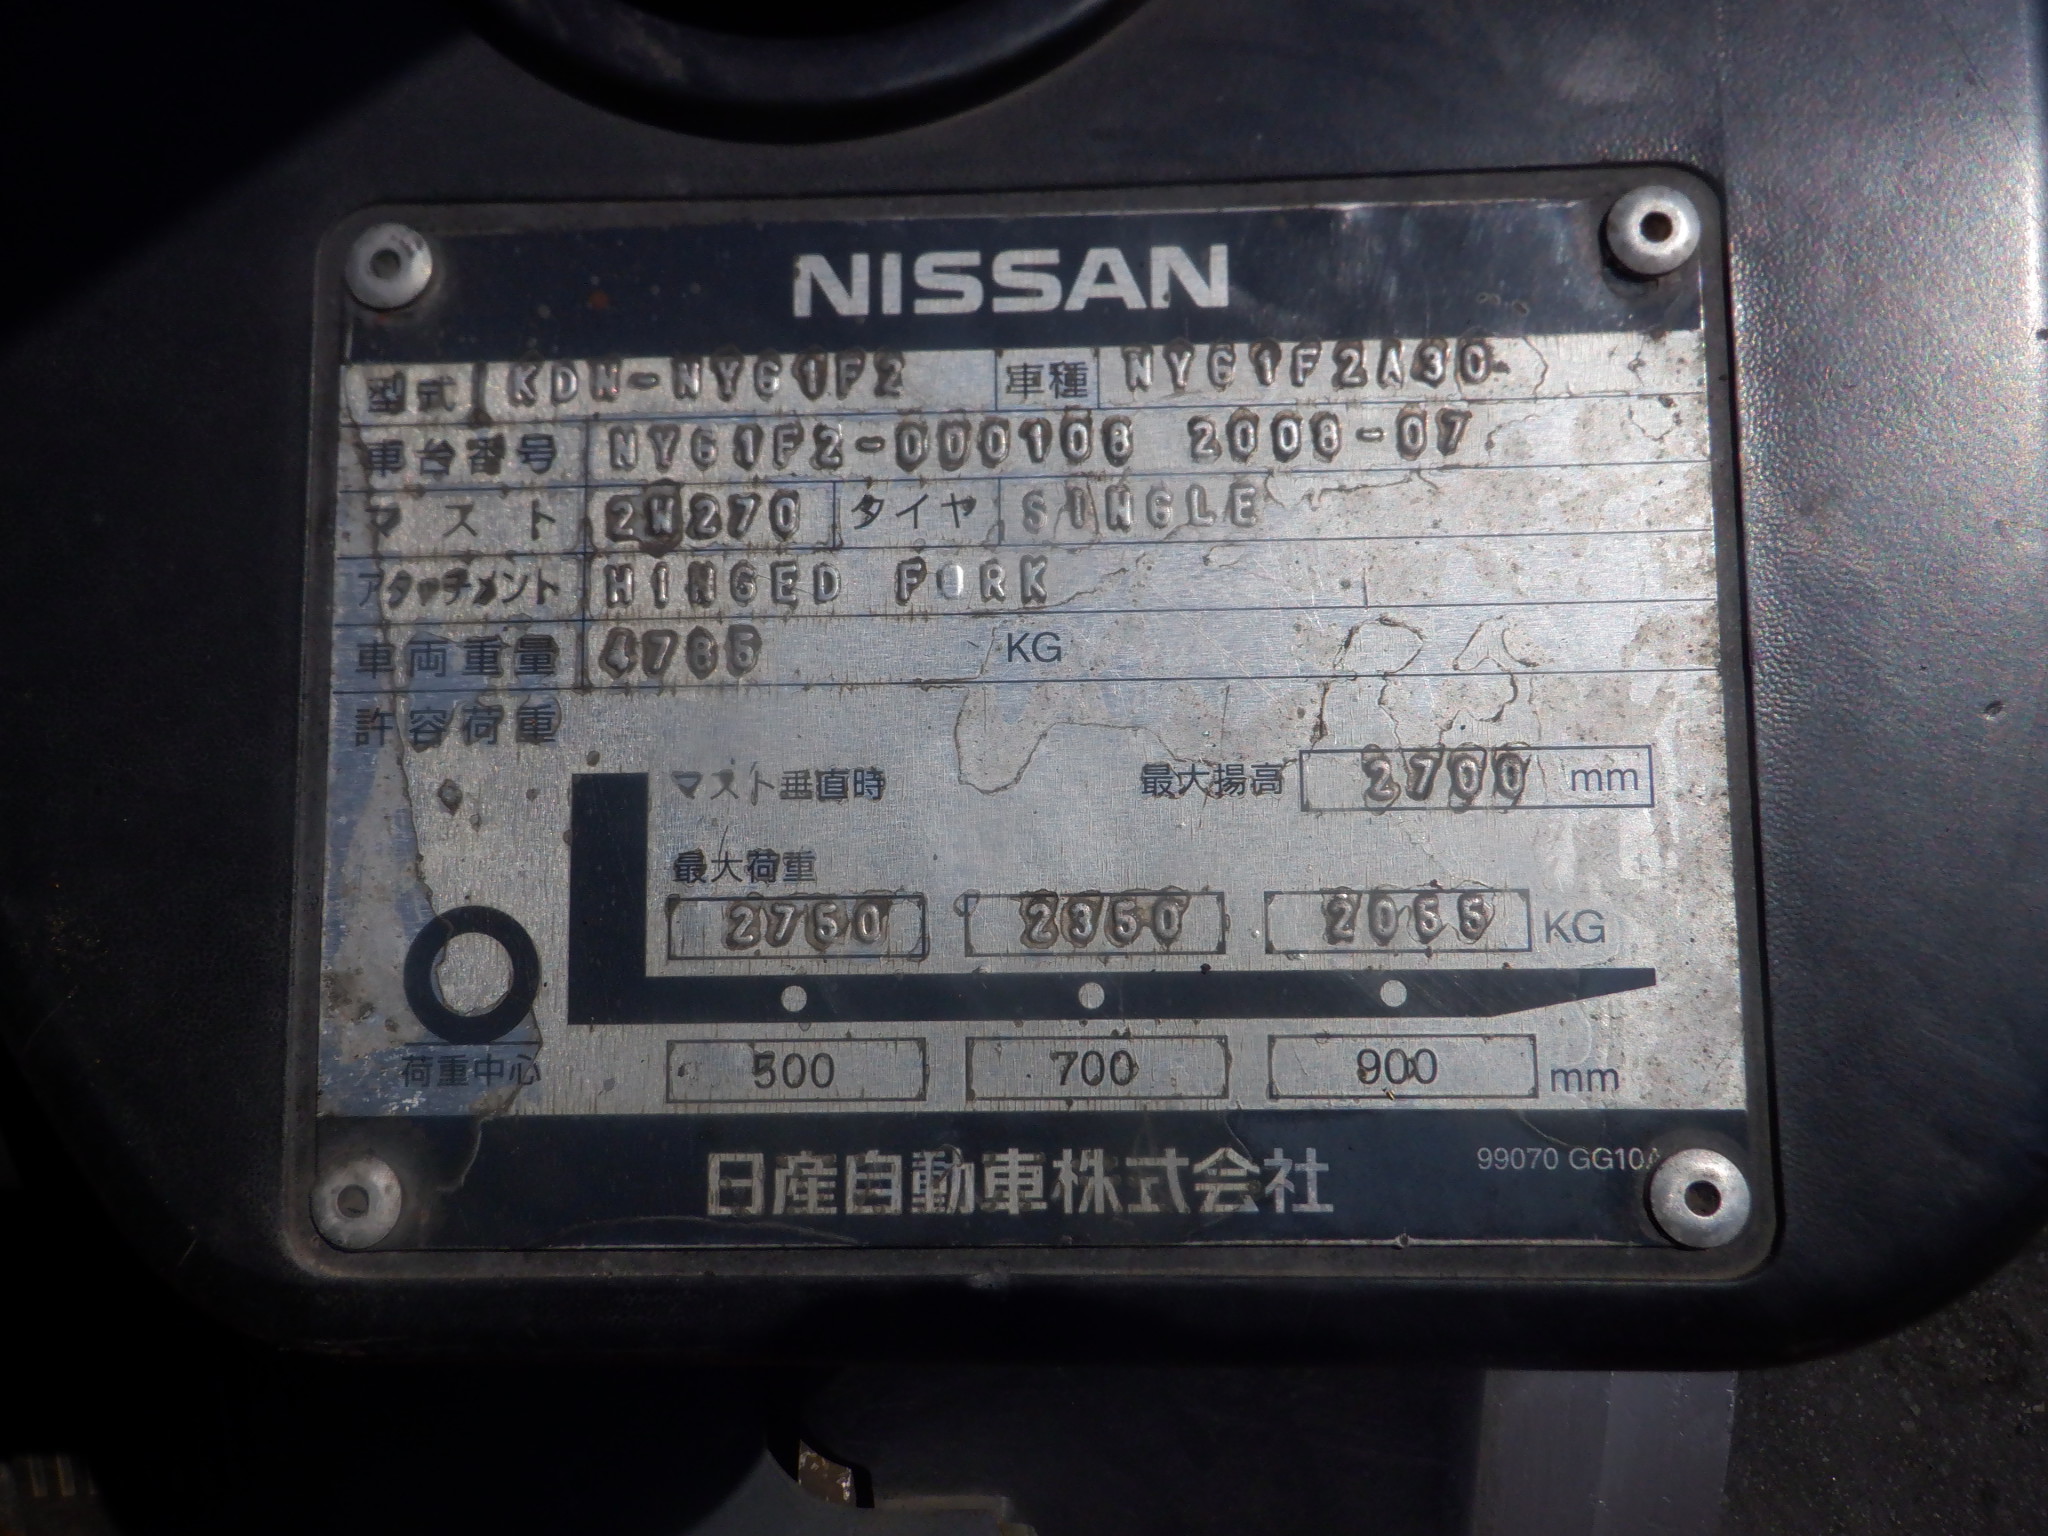 NISSAN
型式 KDN-NYG1F2 車種 NYG1F2A30
車台番号 NYG1F2-000108 2008-07
マスト 2W270 タイヤ SINGLE
アタッチメント HINGED FORK
車両重量 4785 KG
許容荷重
マスト垂直時 最大揚高 2700 mm
最大荷重
2750 2350 2055 KG
荷重中心 500 700 900 mm
日産自動車株式会社 99070 GG10A